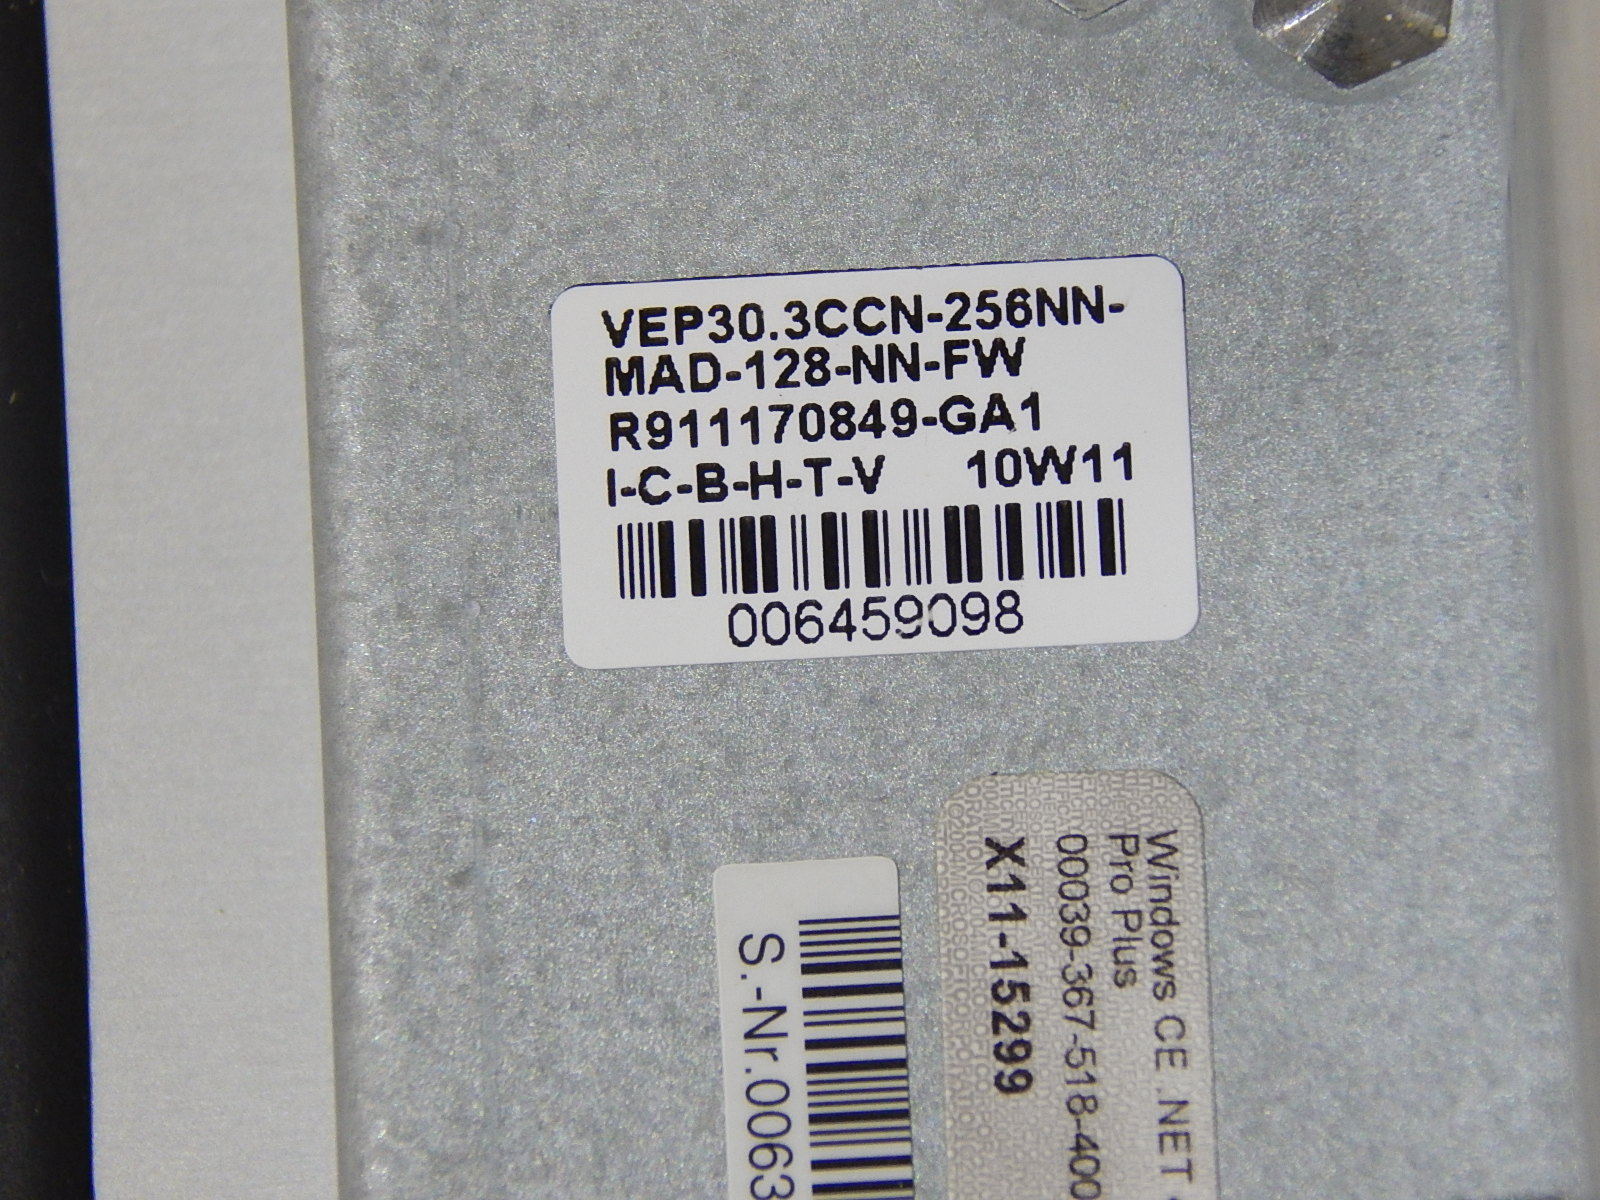 VEP30.3CCN-256NN-
MAD-128-NN-FW
R911170849-GA1
I-C-B-H-T-V 10W11
006459098
Windows CE .NET
Pro Plus
00039-367-518-400
X11-15299
S.-Nr.0063